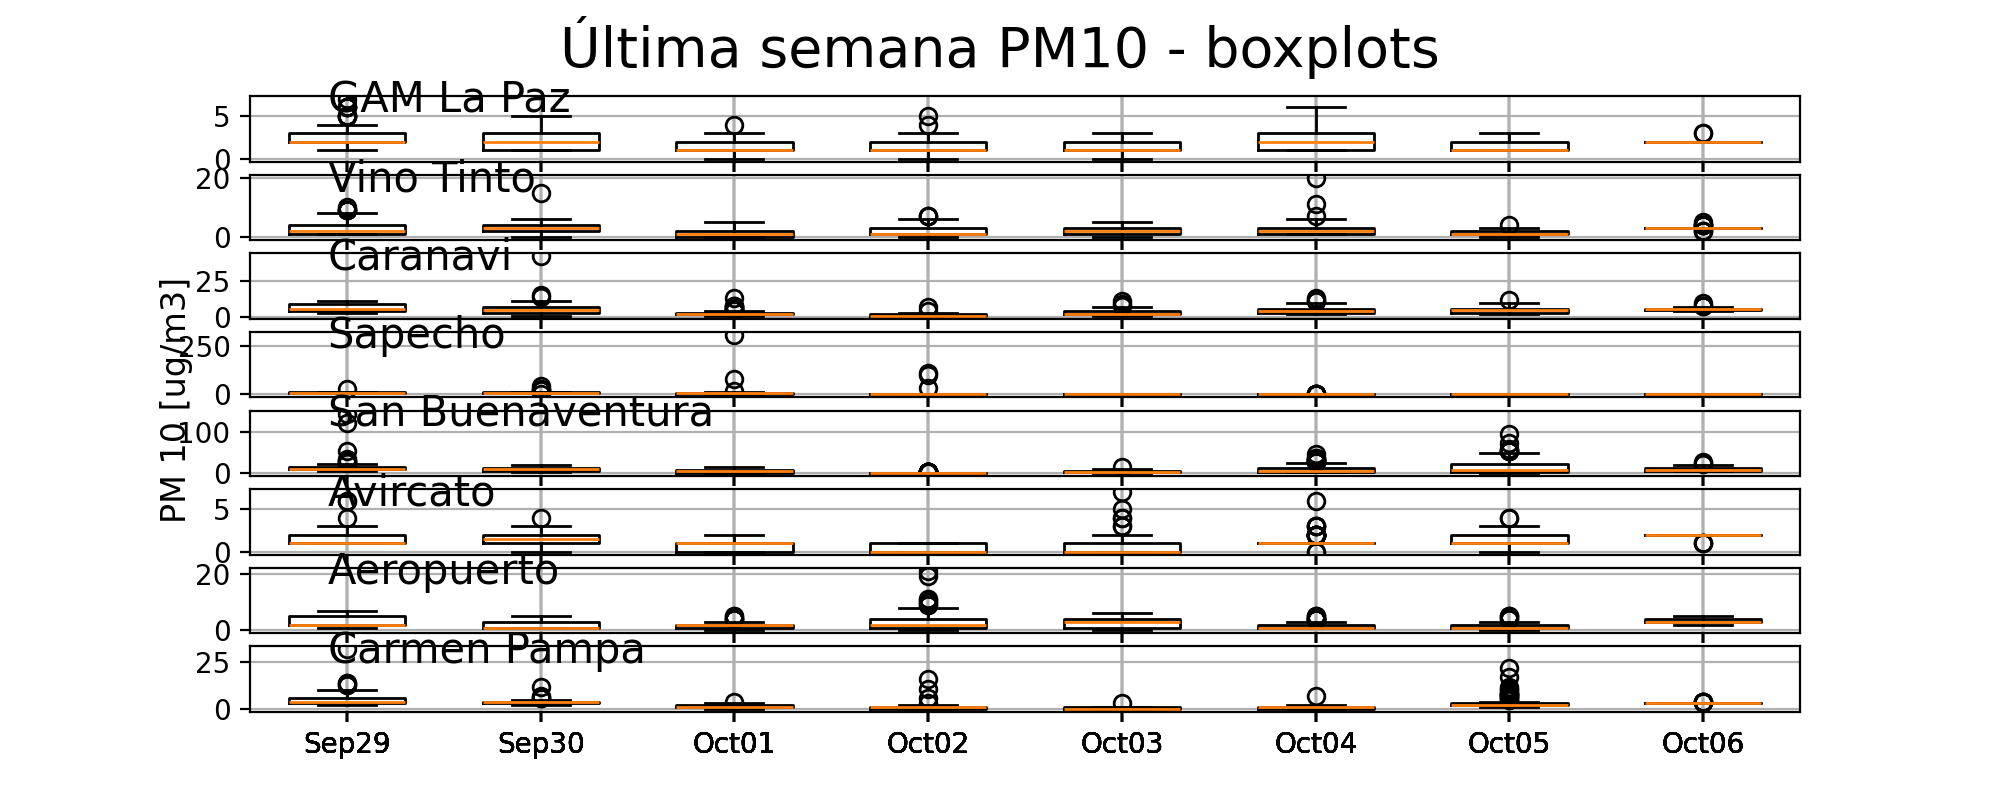 Última semana PM10 - boxplots
PM 10 [ug/m3]
GAM La Paz
5
0
Vino Tinto
20
0
Caranavi
25
0
Sapecho
250
0
San Buenaventura
100
0
Avircato
5
0
Aeropuerto
20
0
Carmen Pampa
25
0
Sep29 Sep30 Oct01 Oct02 Oct03 Oct04 Oct05 Oct06